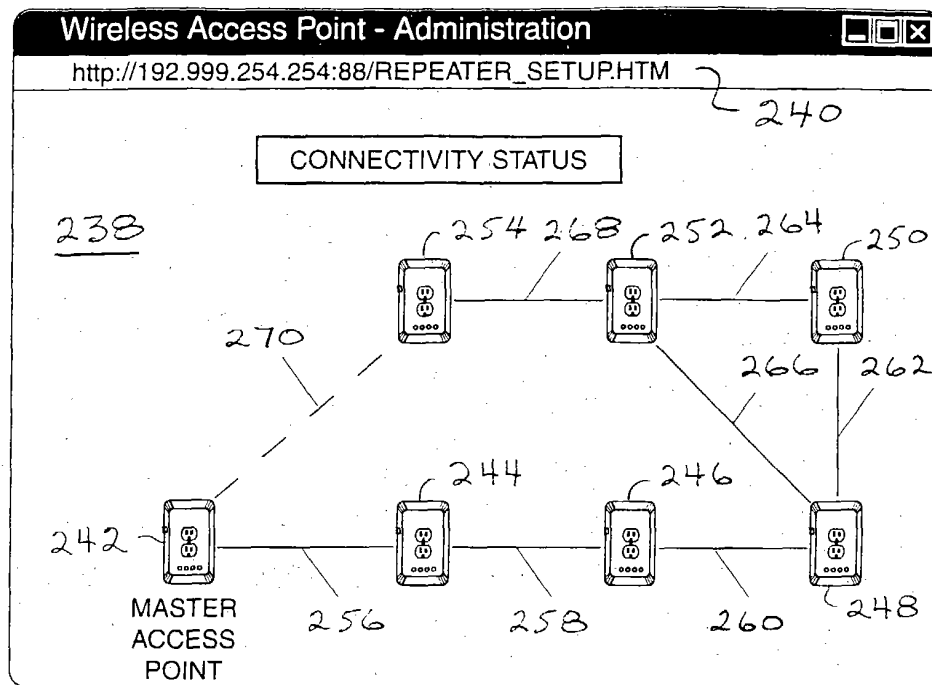 Wireless Access Point - Administration
http://192.999.254.254:88/REPEATER_SETUP.HTM
240
CONNECTIVITY STATUS
238
254 268 252 264 250
270
266 262
244 246
242
248
256 258 260
MASTER
ACCESS
POINT